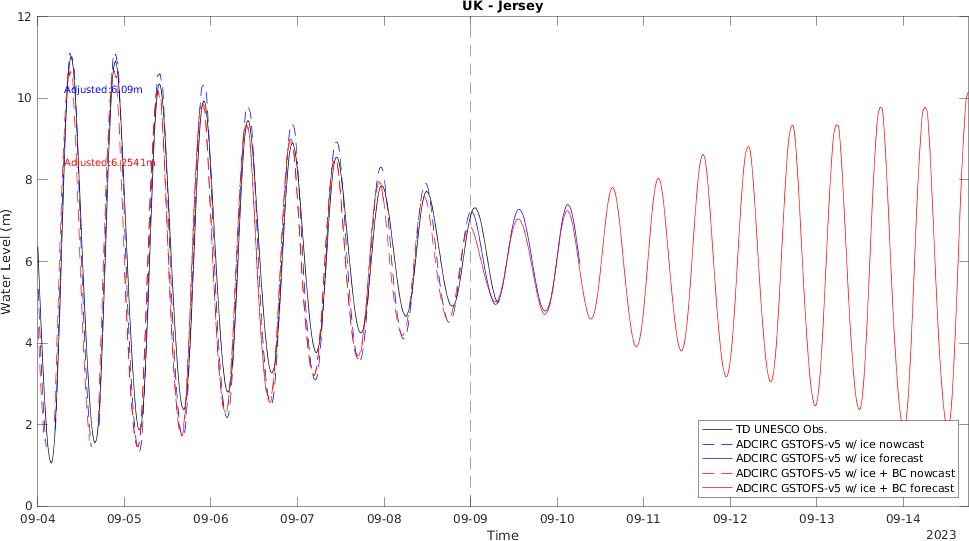 UK - Jersey
12
10
8
6
4
2
0
Water Level (m)
Adjusted:6.09m
Adjusted:6.2541m
TD UNESCO Obs.
ADCIRC GSTOFS-v5 w/ ice nowcast
ADCIRC GSTOFS-v5 w/ ice forecast
ADCIRC GSTOFS-v5 w/ ice + BC nowcast
ADCIRC GSTOFS-v5 w/ ice + BC forecast
09-04 09-05 09-06 09-07 09-08 09-09 09-10 09-11 09-12 09-13 09-14
Time
2023